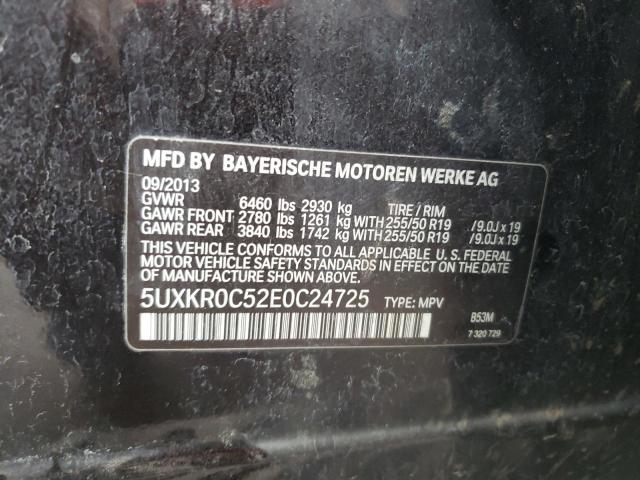 MFD BY BAYERISCHE MOTOREN WERKE AG
09/2013
GVWR 6460 lbs 2930 kg TIRE / RIM
GAWR FRONT 2780 lbs 1261 kg WITH 255/50 R19 /9.0J x 19
GAWR REAR 3840 lbs 1742 kg WITH 255/50 R19 /9.0J x 19
THIS VEHICLE CONFORMS TO ALL APPLICABLE U. S. FEDERAL
MOTOR VEHICLE SAFETY STANDARDS IN EFFECT ON THE DATE
OF MANUFACTURE SHOWN ABOVE.
5UXKR0C52E0C24725 TYPE: MPV
B53M
7 320 729